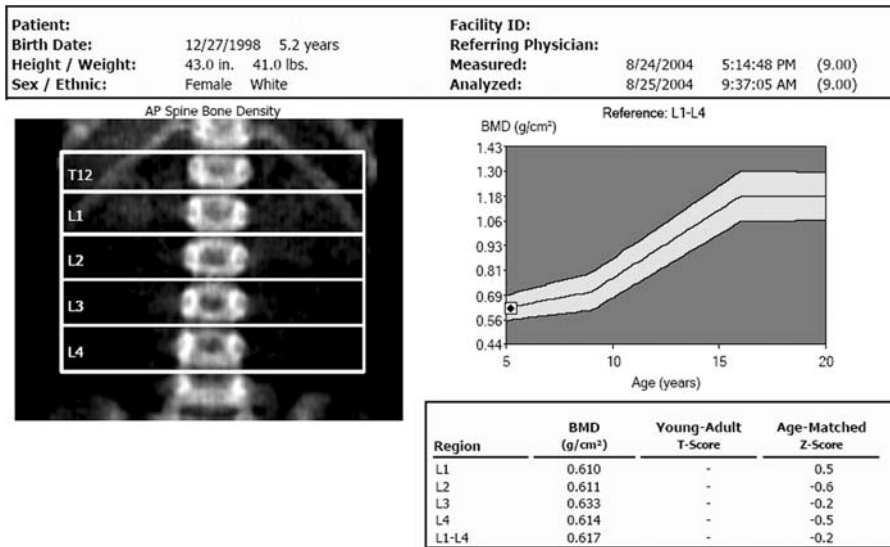 Patient:
Birth Date: 12/27/1998 5.2 years
Height / Weight: 43.0 in. 41.0 lbs.
Sex / Ethnic: Female White
Facility ID:
Referring Physician:
Measured: 8/24/2004 5:14:48 PM (9.00)
Analyzed: 8/25/2004 9:37:05 AM (9.00)
AP Spine Bone Density
T12
L1
L2
L3
L4
Reference: L1-L4
BMD (g/cm²)
1.43
1.30
1.18
1.06
0.93
0.81
0.69
0.56
0.44
5 10 15 20
Age (years)
BMD Young-Adult Age-Matched
Region (g/cm²) T-Score Z-Score
L1 0.610 - 0.5
L2 0.611 - -0.6
L3 0.633 - -0.2
L4 0.614 - -0.5
L1-L4 0.617 - -0.2